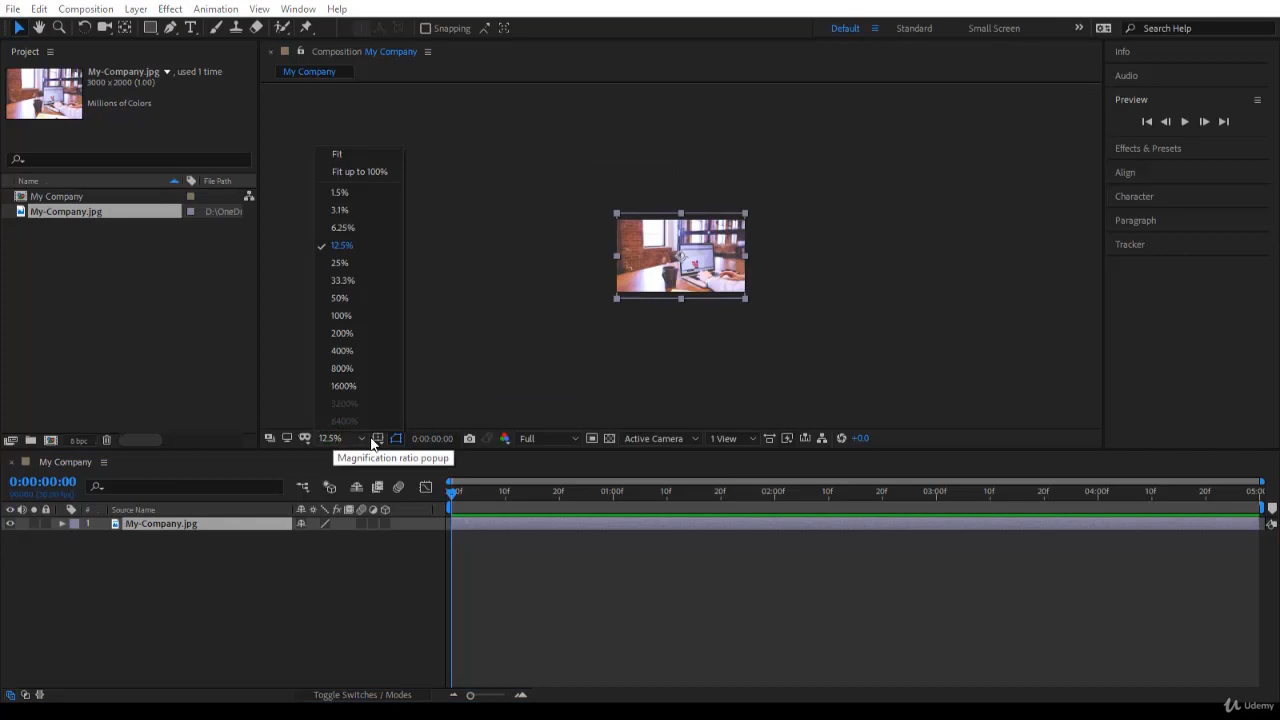 File Edit Composition Layer Effect Animation View Window Help
Snapping Default Standard Small Screen Search Help
Project
My-Company.jpg , used 1 time
3000 x 2000 (1.00)
Millions of Colors
Name File Path
My Company
My-Company.jpg D:\OneDr
8 bpc
Composition My Company
My Company
Fit
Fit up to 100%
1.5%
3.1%
6.25%
12.5%
25%
33.3%
50%
100%
200%
400%
800%
1600%
3200%
6400%
12.5% 0:00:00:00 Full Active Camera 1 View +0.0
Magnification ratio popup
Info
Audio
Preview
Effects & Presets
Align
Character
Paragraph
Tracker
My Company
0:00:00:00
# Source Name fx
1 My-Company.jpg
10f 20f 01:00f 10f 20f 02:00f 10f 20f 03:00f 10f 20f 04:00f 10f 20f 05:0
Toggle Switches / Modes
Udemy